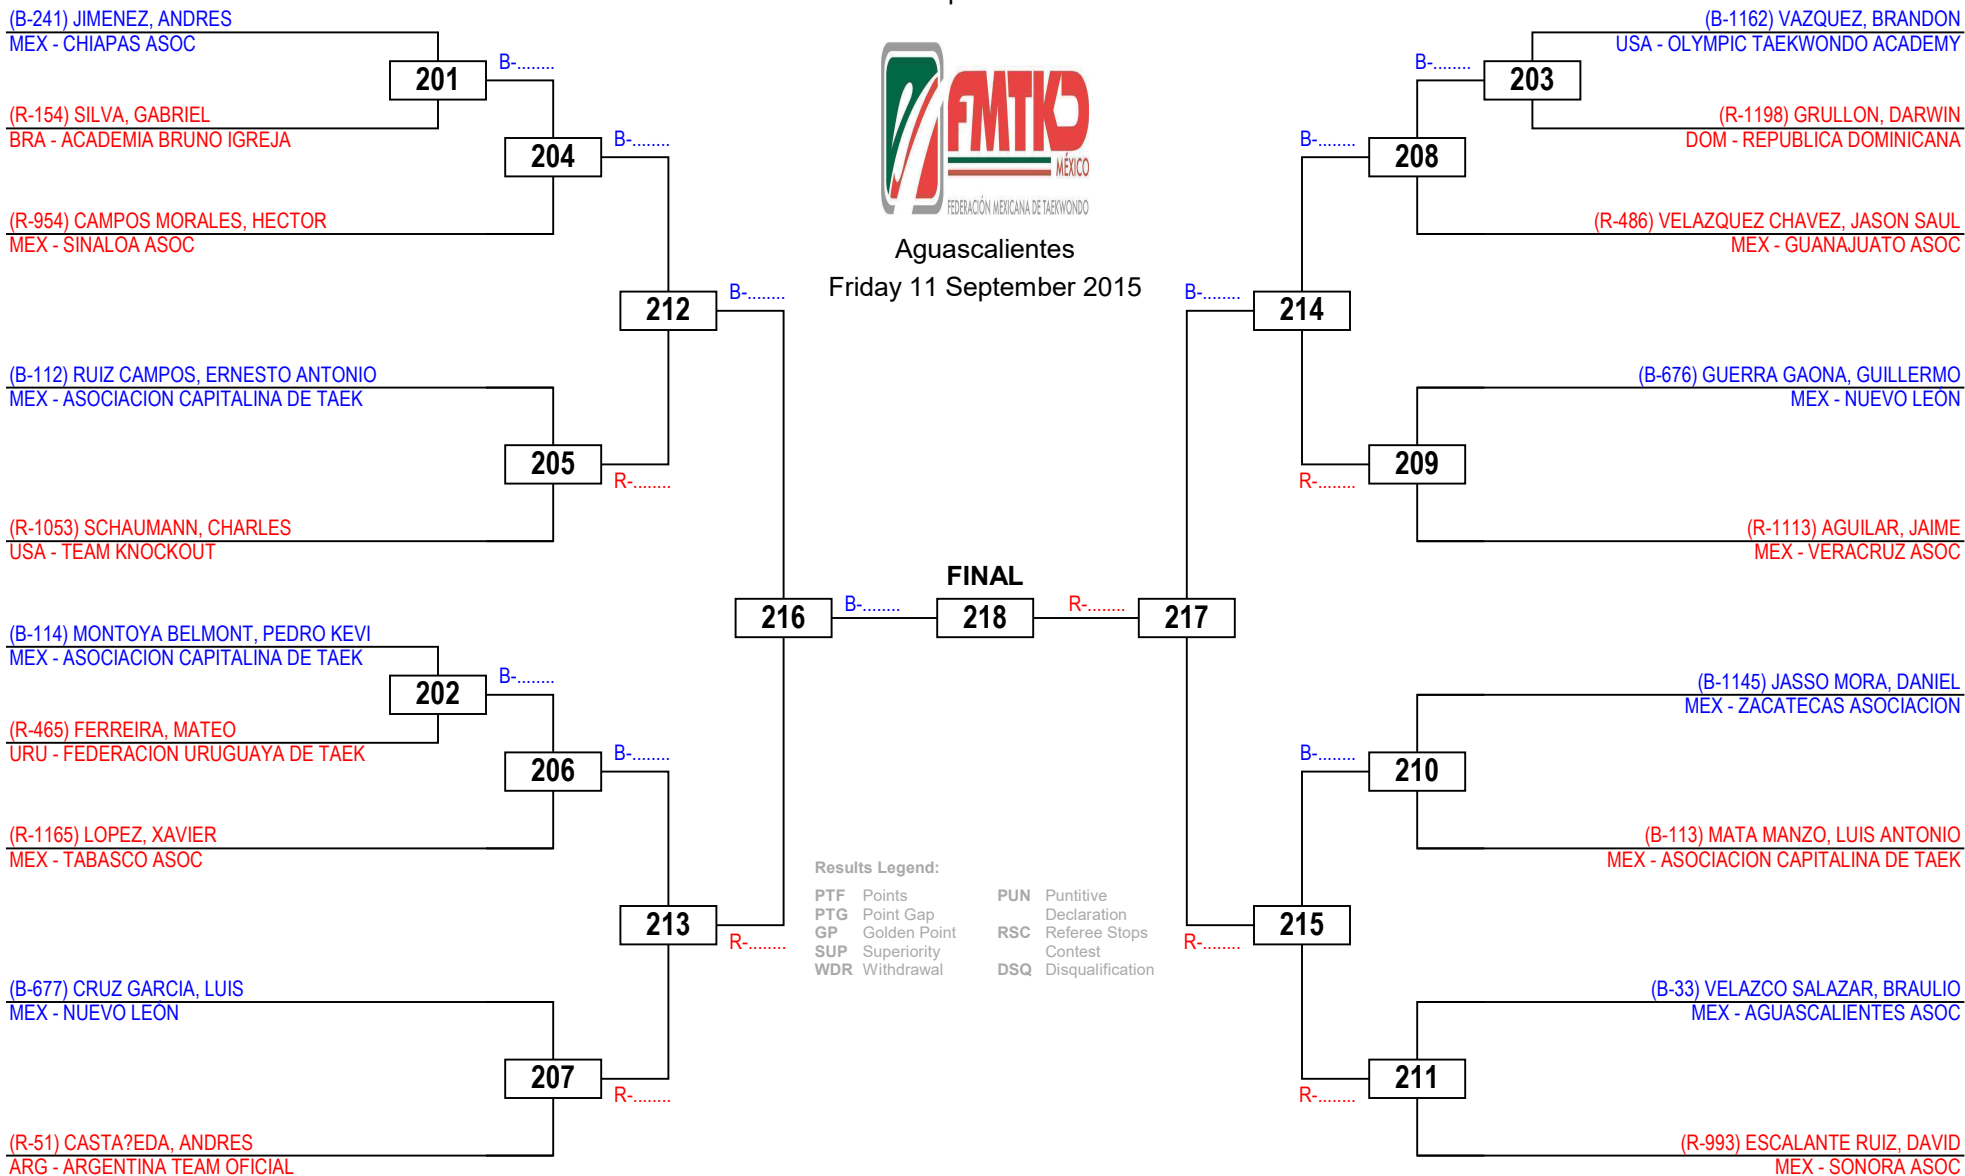 (B-241) JIMENEZ, ANDRES
MEX - CHIAPAS ASOC
201
B-........
(R-154) SILVA, GABRIEL
BRA - ACADEMIA BRUNO IGREJA
204
B-........
(R-954) CAMPOS MORALES, HECTOR
MEX - SINALOA ASOC
212
B-........
(B-112) RUIZ CAMPOS, ERNESTO ANTONIO
MEX - ASOCIACION CAPITALINA DE TAEK
205
R-........
(R-1053) SCHAUMANN, CHARLES
USA - TEAM KNOCKOUT
216
B-........
(B-114) MONTOYA BELMONT, PEDRO KEVI
MEX - ASOCIACION CAPITALINA DE TAEK
202
B-........
(R-465) FERREIRA, MATEO
URU - FEDERACION URUGUAYA DE TAEK
206
B-........
(R-1165) LOPEZ, XAVIER
MEX - TABASCO ASOC
213
R-........
(B-677) CRUZ GARCIA, LUIS
MEX - NUEVO LEÓN
207
R-........
(R-51) CASTA?EDA, ANDRES
ARG - ARGENTINA TEAM OFICIAL
FMTKD
MÉXICO
FEDERACIÓN MEXICANA DE TAEKWONDO
Aguascalientes
Friday 11 September 2015
FINAL
218
Results Legend:
PTF Points
PTG Point Gap
GP Golden Point
SUP Superiority
WDR Withdrawal
PUN Puntitive
Declaration
RSC Referee Stops
Contest
DSQ Disqualification
(B-1162) VAZQUEZ, BRANDON
USA - OLYMPIC TAEKWONDO ACADEMY
B-........
203
(R-1198) GRULLON, DARWIN
DOM - REPUBLICA DOMINICANA
B-........
208
(R-486) VELAZQUEZ CHAVEZ, JASON SAUL
MEX - GUANAJUATO ASOC
B-........
214
(B-676) GUERRA GAONA, GUILLERMO
MEX - NUEVO LEÓN
209
R-........
(R-1113) AGUILAR, JAIME
MEX - VERACRUZ ASOC
R-........
217
(B-1145) JASSO MORA, DANIEL
MEX - ZACATECAS ASOCIACION
B-........
210
(B-113) MATA MANZO, LUIS ANTONIO
MEX - ASOCIACION CAPITALINA DE TAEK
215
R-........
(B-33) VELAZCO SALAZAR, BRAULIO
MEX - AGUASCALIENTES ASOC
211
R-........
(R-993) ESCALANTE RUIZ, DAVID
MEX - SONORA ASOC